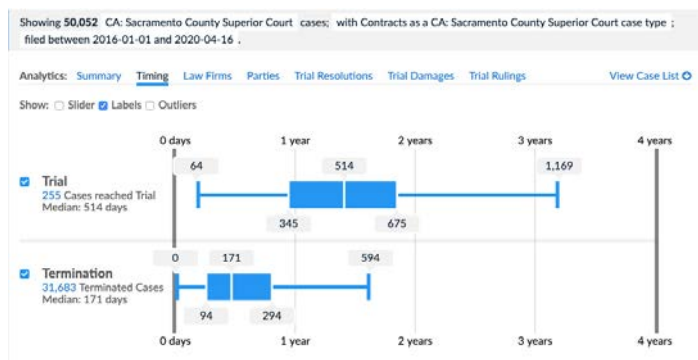 Showing 50,052 CA: Sacramento County Superior Court cases; with Contracts as a CA: Sacramento County Superior Court case type ;
filed between 2016-01-01 and 2020-04-16 .
Analytics: Summary Timing Law Firms Parties Trial Resolutions Trial Damages Trial Rulings View Case List
Show: Slider Labels Outliers
0 days 1 year 2 years 3 years 4 years
64 514 1,169
Trial
255 Cases reached Trial
Median: 514 days
345 675
0 171 594
Termination
31,683 Terminated Cases
Median: 171 days
94 294
0 days 1 year 2 years 3 years 4 years